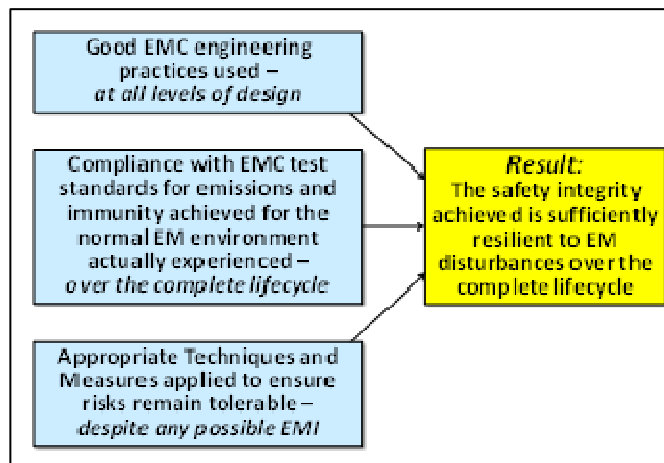 Good EMC engineering
practices used –
at all levels of design
Compliance with EMC test
standards for emissions and
immunity achieved for the
normal EM environment
actually experienced –
over the complete lifecycle
Appropriate Techniques and
Measures applied to ensure
risks remain tolerable –
despite any possible EMI
Result:
The safety integrity
achieved is sufficiently
resilient to EM
disturbances over the
complete lifecycle